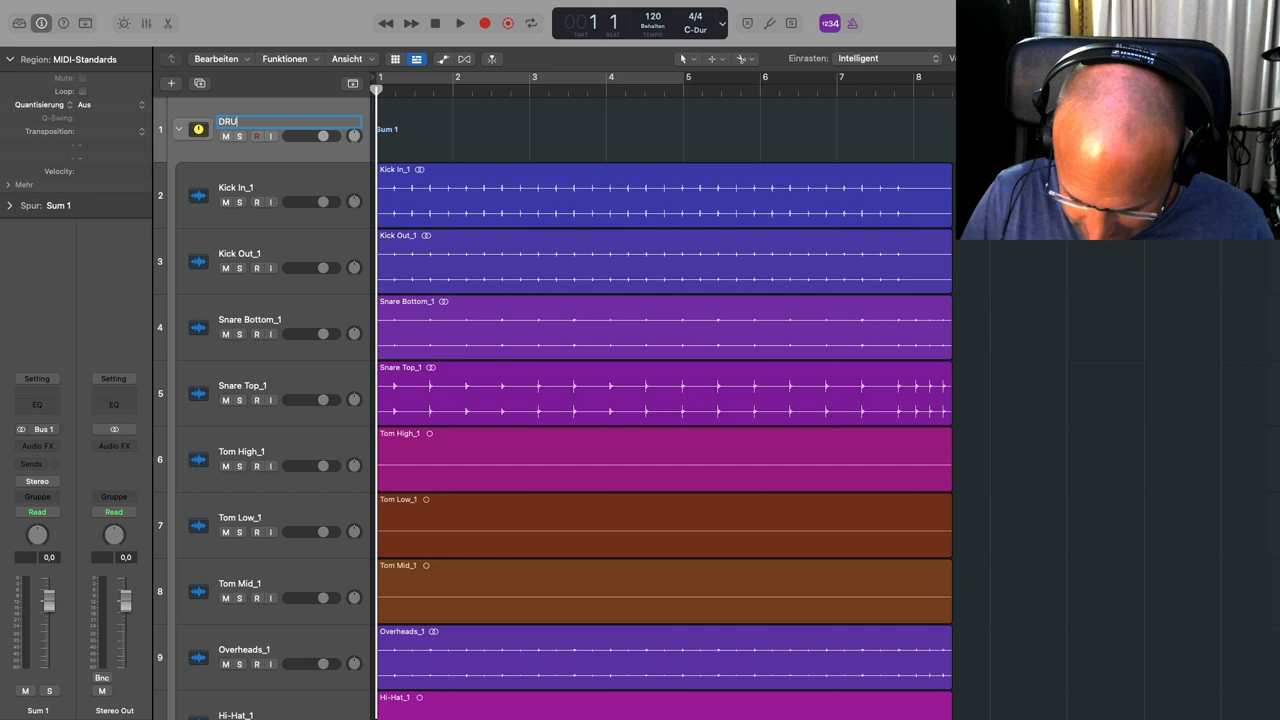 001 1
TAKT BEAT
120
Behalten
TEMPO
4/4
C-Dur
1234
Region: MIDI-Standards
Mute:
Loop:
Quantisierung Aus
Q-Swing:
Transposition:
- -
- -
Velocity:
Mehr
Spur: Sum 1
Bearbeiten Funktionen Ansicht
Einrasten: Intelligent
1 2 3 4 5 6 7 8
1
DRU
M S R I
Sum 1
2
Kick In_1
M S R I
Kick In_1
3
Kick Out_1
M S R I
Kick Out_1
4
Snare Bottom_1
M S R I
Snare Bottom_1
5
Snare Top_1
M S R I
Snare Top_1
6
Tom High_1
M S R I
Tom High_1
7
Tom Low_1
M S R I
Tom Low_1
8
Tom Mid_1
M S R I
Tom Mid_1
9
Overheads_1
M S R I
Overheads_1
Hi-Hat_1
Hi-Hat_1
Setting Setting
EQ EQ
Bus 1
Audio FX Audio FX
Sends
Stereo
Gruppe Gruppe
Read Read
0,0 0,0
Bnc
M S M
Sum 1 Stereo Out